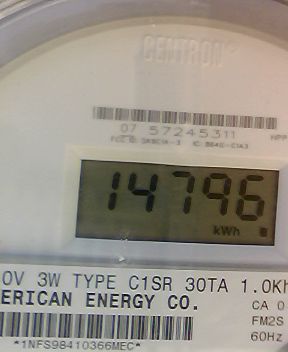 CENTRON®
07 57245311
14796
kWh
0V 3W TYPE C1SR 30TA 1.0Kh
ERICAN ENERGY CO.
CA 0
FM2S
60Hz
*1NFS98410366MEC*